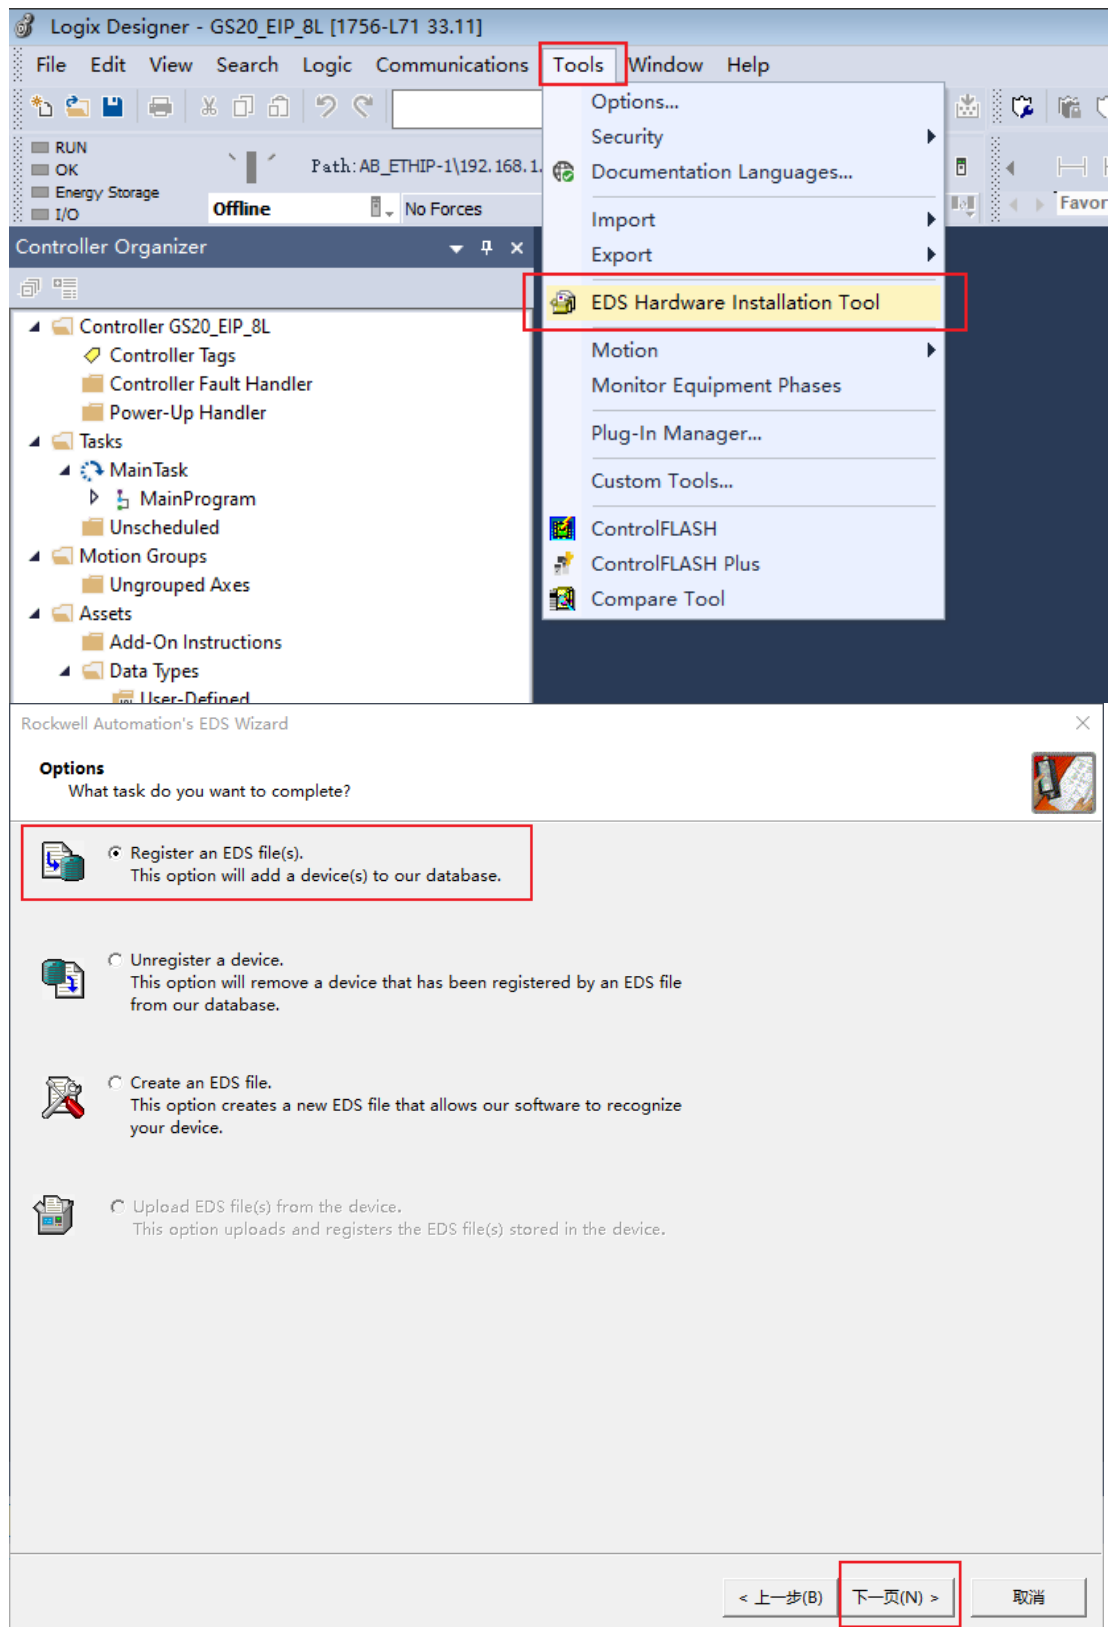 Logix Designer - GS20_EIP_8L [1756-L71 33.11]
File Edit View Search Logic Communications Tools Window Help
Options...
Security
Documentation Languages...
Import
Export
EDS Hardware Installation Tool
Motion
Monitor Equipment Phases
Plug-In Manager...
Custom Tools...
ControlFLASH
ControlFLASH Plus
Compare Tool
RUN
OK
Energy Storage
I/O
Path: AB_ETHIP-1\192.168.1.
Offline
No Forces
Favor
Controller Organizer
Controller GS20_EIP_8L
Controller Tags
Controller Fault Handler
Power-Up Handler
Tasks
MainTask
MainProgram
Unscheduled
Motion Groups
Ungrouped Axes
Assets
Add-On Instructions
Data Types
User-Defined
Rockwell Automation's EDS Wizard
Options
What task do you want to complete?
Register an EDS file(s).
This option will add a device(s) to our database.
Unregister a device.
This option will remove a device that has been registered by an EDS file
from our database.
Create an EDS file.
This option creates a new EDS file that allows our software to recognize
your device.
Upload EDS file(s) from the device.
This option uploads and registers the EDS file(s) stored in the device.
< 上一步(B) 下一页(N) > 取消